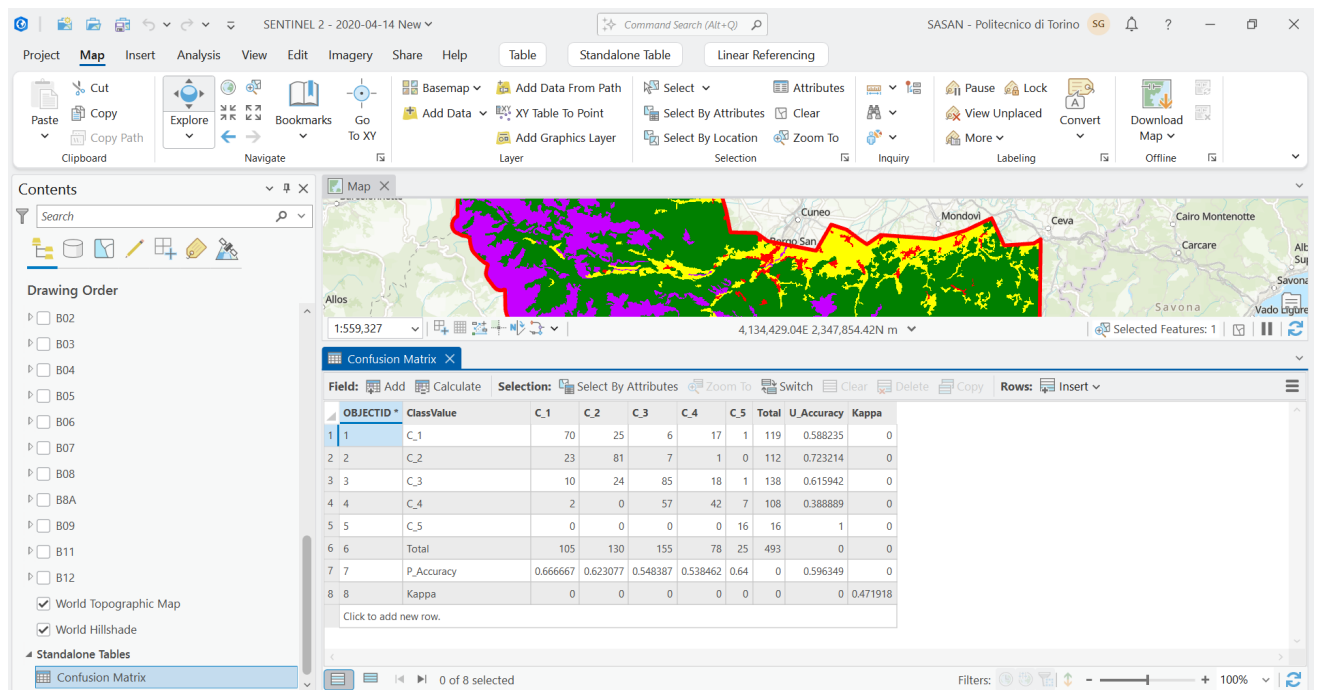 SENTINEL 2 - 2020-04-14 New
Command Search (Alt+Q)
SASAN - Politecnico di Torino SG ?
Project Map Insert Analysis View Edit Imagery Share Help Table Standalone Table Linear Referencing
Paste
Cut
Copy
Copy Path
Clipboard
Explore
Bookmarks
Go
To XY
Navigate
Basemap
Add Data
Add Data From Path
XY Table To Point
Add Graphics Layer
Layer
Select
Select By Attributes
Select By Location
Attributes
Clear
Zoom To
Selection
Inquiry
Pause Lock
View Unplaced
More
Convert
Labeling
Download
Map
Offline
Contents
Search
Drawing Order
B02
B03
B04
B05
B06
B07
B08
B8A
B09
B11
B12
World Topographic Map
World Hillshade
Standalone Tables
Confusion Matrix
Map
Cuneo
Mondovì
Ceva
Cairo Montenotte
Borgo San
Carcare
Allos
Savona
Savona
Vado Ligure
1:559,327
4,134,429.04E 2,347,854.42N m
Selected Features: 1
Confusion Matrix
Field: Add Calculate Selection: Select By Attributes Zoom To Switch Clear Delete Copy Rows: Insert
OBJECTID * ClassValue C_1 C_2 C_3 C_4 C_5 Total U_Accuracy Kappa
1 1 C_1 70 25 6 17 1 119 0.588235 0
2 2 C_2 23 81 7 1 0 112 0.723214 0
3 3 C_3 10 24 85 18 1 138 0.615942 0
4 4 C_4 2 0 57 42 7 108 0.388889 0
5 5 C_5 0 0 0 0 16 16 1 0
6 6 Total 105 130 155 78 25 493 0 0
7 7 P_Accuracy 0.666667 0.623077 0.548387 0.538462 0.64 0 0.596349 0
8 8 Kappa 0 0 0 0 0 0 0 0.471918
Click to add new row.
0 of 8 selected
Filters: - + 100%